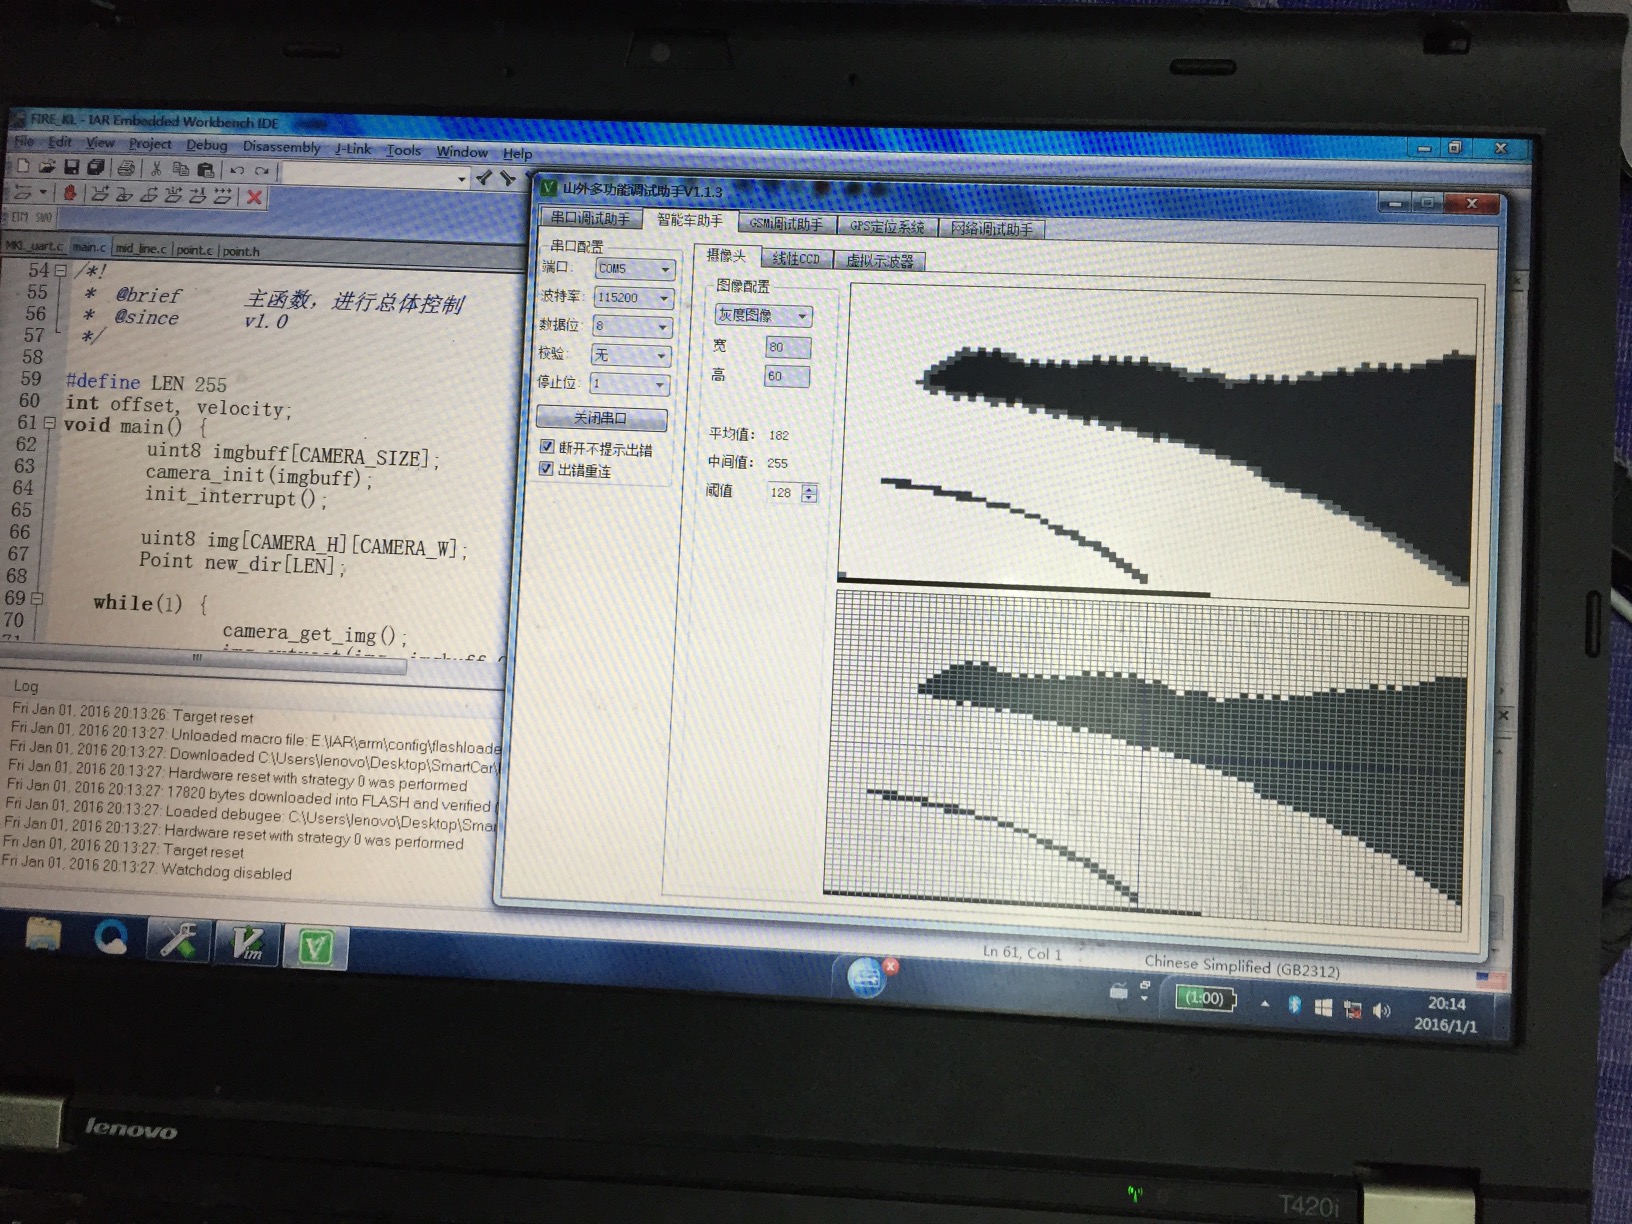 FIRE_KL - IAR Embedded Workbench IDE
File Edit View Project Debug Disassembly J-Link Tools Window Help
ETM SWO
MKL_uart.c main.c mid_line.c point.c point.h
54 /*!
55 * @brief 主函数，进行总体控制
56 * @since v1.0
57 */
58
59 #define LEN 255
60 int offset, velocity;
61 void main() {
62 uint8 imgbuff[CAMERA_SIZE];
63 camera_init(imgbuff);
64 init_interrupt();
65
66 uint8 img[CAMERA_H][CAMERA_W];
67 Point new_dir[LEN];
68
69 while(1) {
70 camera_get_img();
71
Log
Fri Jan 01, 2016 20:13:26: Target reset
Fri Jan 01, 2016 20:13:27: Unloaded macro file: E:\IAR\arm\config\flashloade
Fri Jan 01, 2016 20:13:27: Downloaded C:\Users\lenovo\Desktop\SmartCar\
Fri Jan 01, 2016 20:13:27: Hardware reset with strategy 0 was performed
Fri Jan 01, 2016 20:13:27: 17820 bytes downloaded into FLASH and verified (
Fri Jan 01, 2016 20:13:27: Loaded debugee: C:\Users\lenovo\Desktop\Smar
Fri Jan 01, 2016 20:13:27: Hardware reset with strategy 0 was performed
Fri Jan 01, 2016 20:13:27: Target reset
Fri Jan 01, 2016 20:13:27: Watchdog disabled
山外多功能调试助手V1.1.3
串口调试助手 智能车助手 GSM调试助手 GPS定位系统 网络调试助手
串口配置
端口: COM5
波特率: 115200
数据位: 8
校验: 无
停止位: 1
关闭串口
断开不提示出错
出错重连
摄像头 线性CCD 虚拟示波器
图像配置
灰度图像
宽 80
高 60
平均值: 182
中间值: 255
阈值 128
Ln 61, Col 1 Chinese Simplified (GB2312)
Vim
(1:00)
20:14
2016/1/1
lenovo
T420i